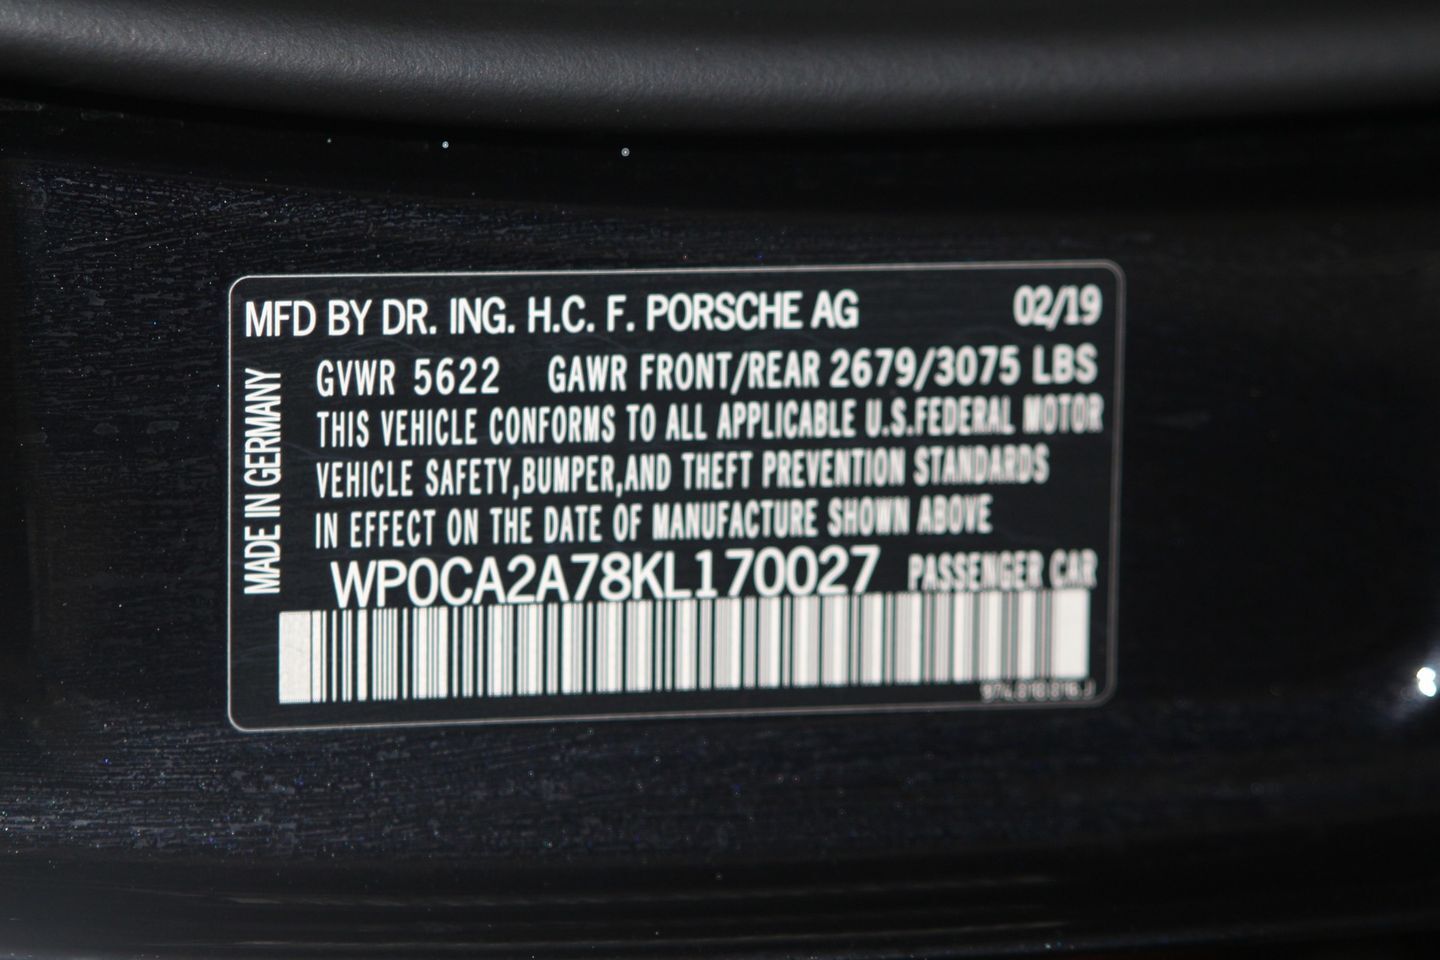 MFD BY DR. ING. H.C. F. PORSCHE AG 02/19
GVWR 5622 GAWR FRONT/REAR 2679/3075 LBS
THIS VEHICLE CONFORMS TO ALL APPLICABLE U.S.FEDERAL MOTOR
VEHICLE SAFETY,BUMPER,AND THEFT PREVENTION STANDARDS
IN EFFECT ON THE DATE OF MANUFACTURE SHOWN ABOVE
WP0CA2A78KL170027 PASSENGER CAR
MADE IN GERMANY